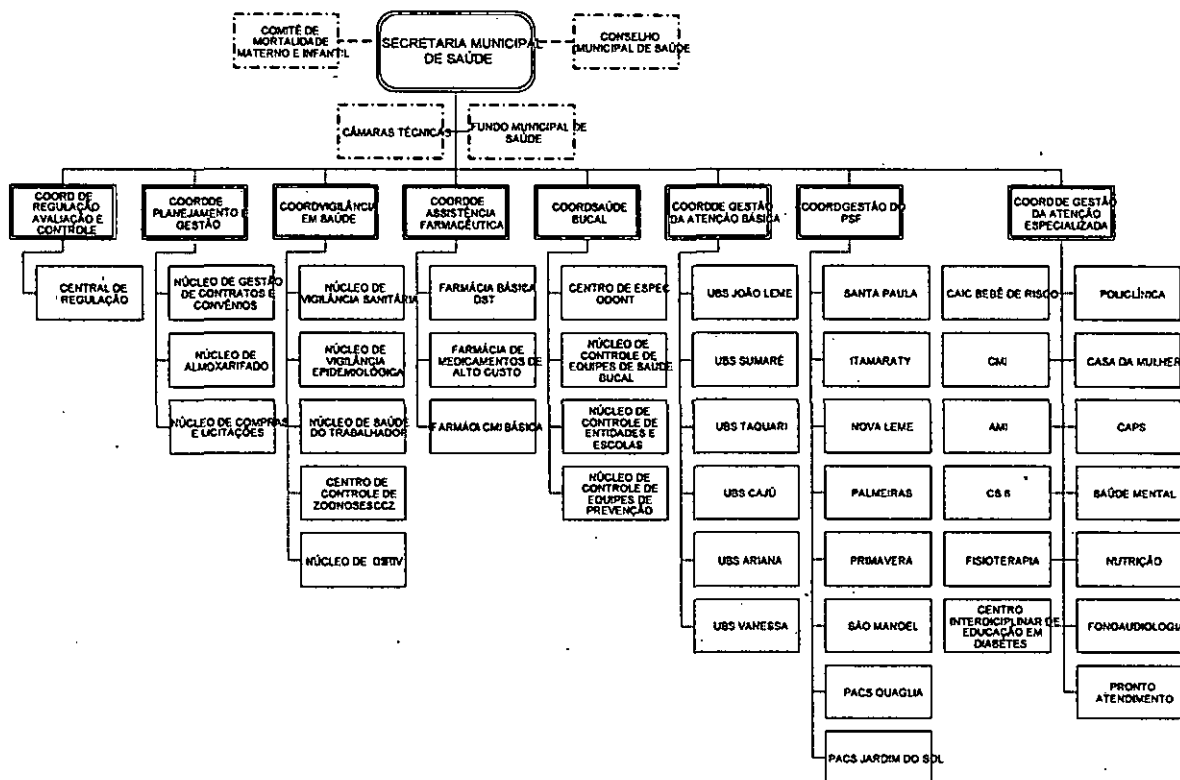 COMITÊ DE
MORTALIDADE
MATERNO E INFANTIL
SECRETARIA MUNICIPAL
DE SAÚDE
CONSELHO
MUNICIPAL DE SAÚDE
CÂMARAS TÉCNICAS
FUNDO MUNICIPAL DE
SAÚDE
COORD DE
REGULAÇÃO
AVALIAÇÃO E
CONTROLE
COORDDE
PLANEJAMENTO E
GESTÃO
COORDVIGILÂNCIA
EM SAÚDE
COORDDE
ASSISTÊNCIA
FARMACÊUTICA
COORDSAÚDE
BUCAL
COORDDE GESTÃO
DA ATENÇÃO BÁSICA
COORDGESTÃO DO
PSF
COORDDE GESTÃO
DA ATENÇÃO
ESPECIALIZADA
CENTRAL DE
REGULAÇÃO
NÚCLEO DE GESTÃO
DE CONTRATOS E
CONVÊNIOS
NÚCLEO DE
ALMOXARIFADO
NÚCLEO DE COMPRAS
E LICITAÇÕES
NÚCLEO DE
VIGILÂNCIA SANITÁRIA
NÚCLEO DE
VIGILÂNCIA
EPIDEMIOLÓGICA
NÚCLEO DE SAÚDE
DO TRABALHADOR
CENTRO DE
CONTROLE DE
ZOONOSESCCZ
NÚCLEO DE
FARMÁCIA BÁSICA
DST
FARMÁCIA DE
MEDICAMENTOS DE
ALTO CUSTO
FARMÁCI CMI BÁSICA
CENTRO DE ESPEC
ODONT
NÚCLEO DE
CONTROLE DE
EQUIPES DE SAÚDE
BUCAL
NÚCLEO DE
CONTROLE DE
ENTIDADES E
ESCOLAS
NÚCLEO DE
CONTROLE DE
EQUIPES DE
PREVENÇÃO
UBS JOÃO LEME
UBS SUMARÉ
UBS TAQUARI
UBS CAJÚ
UBS ARIANA
UBS VANESSA
SANTA PAULA
ITAMARATY
NOVA LEME
PALMEIRAS
PRIMAVERA
SÃO MANOEL
PACS QUAGLIA
PACS JARDIM DO SOL
CAIC BEBÊ DE RISCO
CMI
AMI
CS II
FISIOTERAPIA
CENTRO
INTERDICIPLINAR DE
EDUCAÇÃO EM
DIABETES
POLICLÍNICA
CASA DA MULHER
CAPS
SAÚDE MENTAL
NUTRIÇÃO
FONOAUDIOLOGIA
PRONTO
ATENDIMENTO